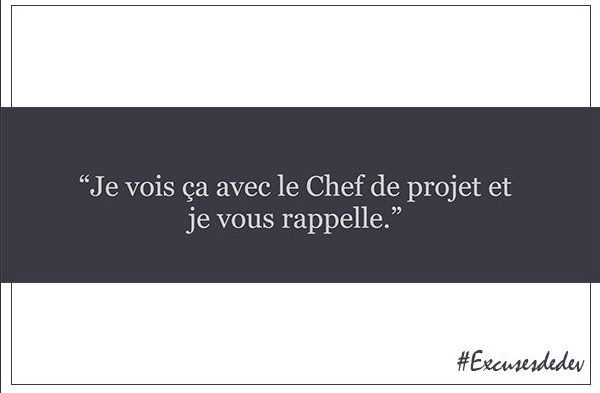 “Je vois ça avec le Chef de projet et
je vous rappelle.”
#Excusesdedev